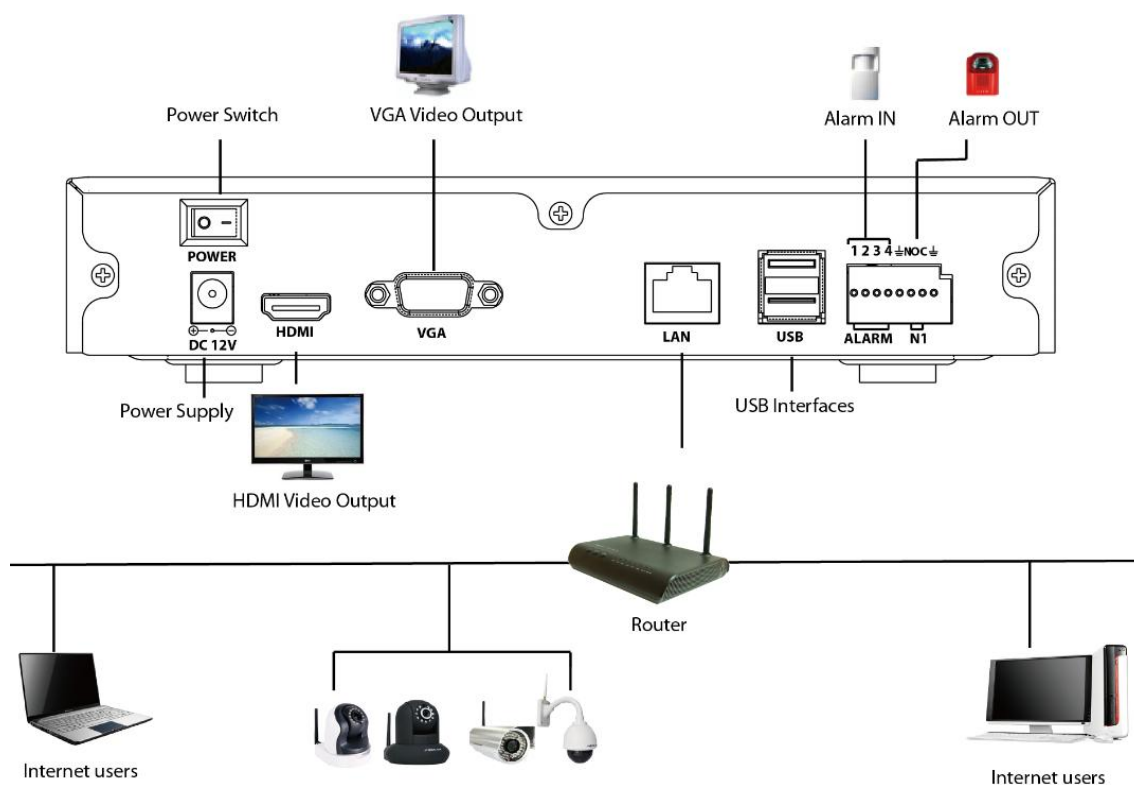 Power Switch
VGA Video Output
Alarm IN
Alarm OUT
POWER
1 2 3 4 ⏚NOC⏚
DC 12V
HDMI
VGA
LAN
USB
ALARM
N1
Power Supply
USB Interfaces
HDMI Video Output
Router
Internet users
Internet users